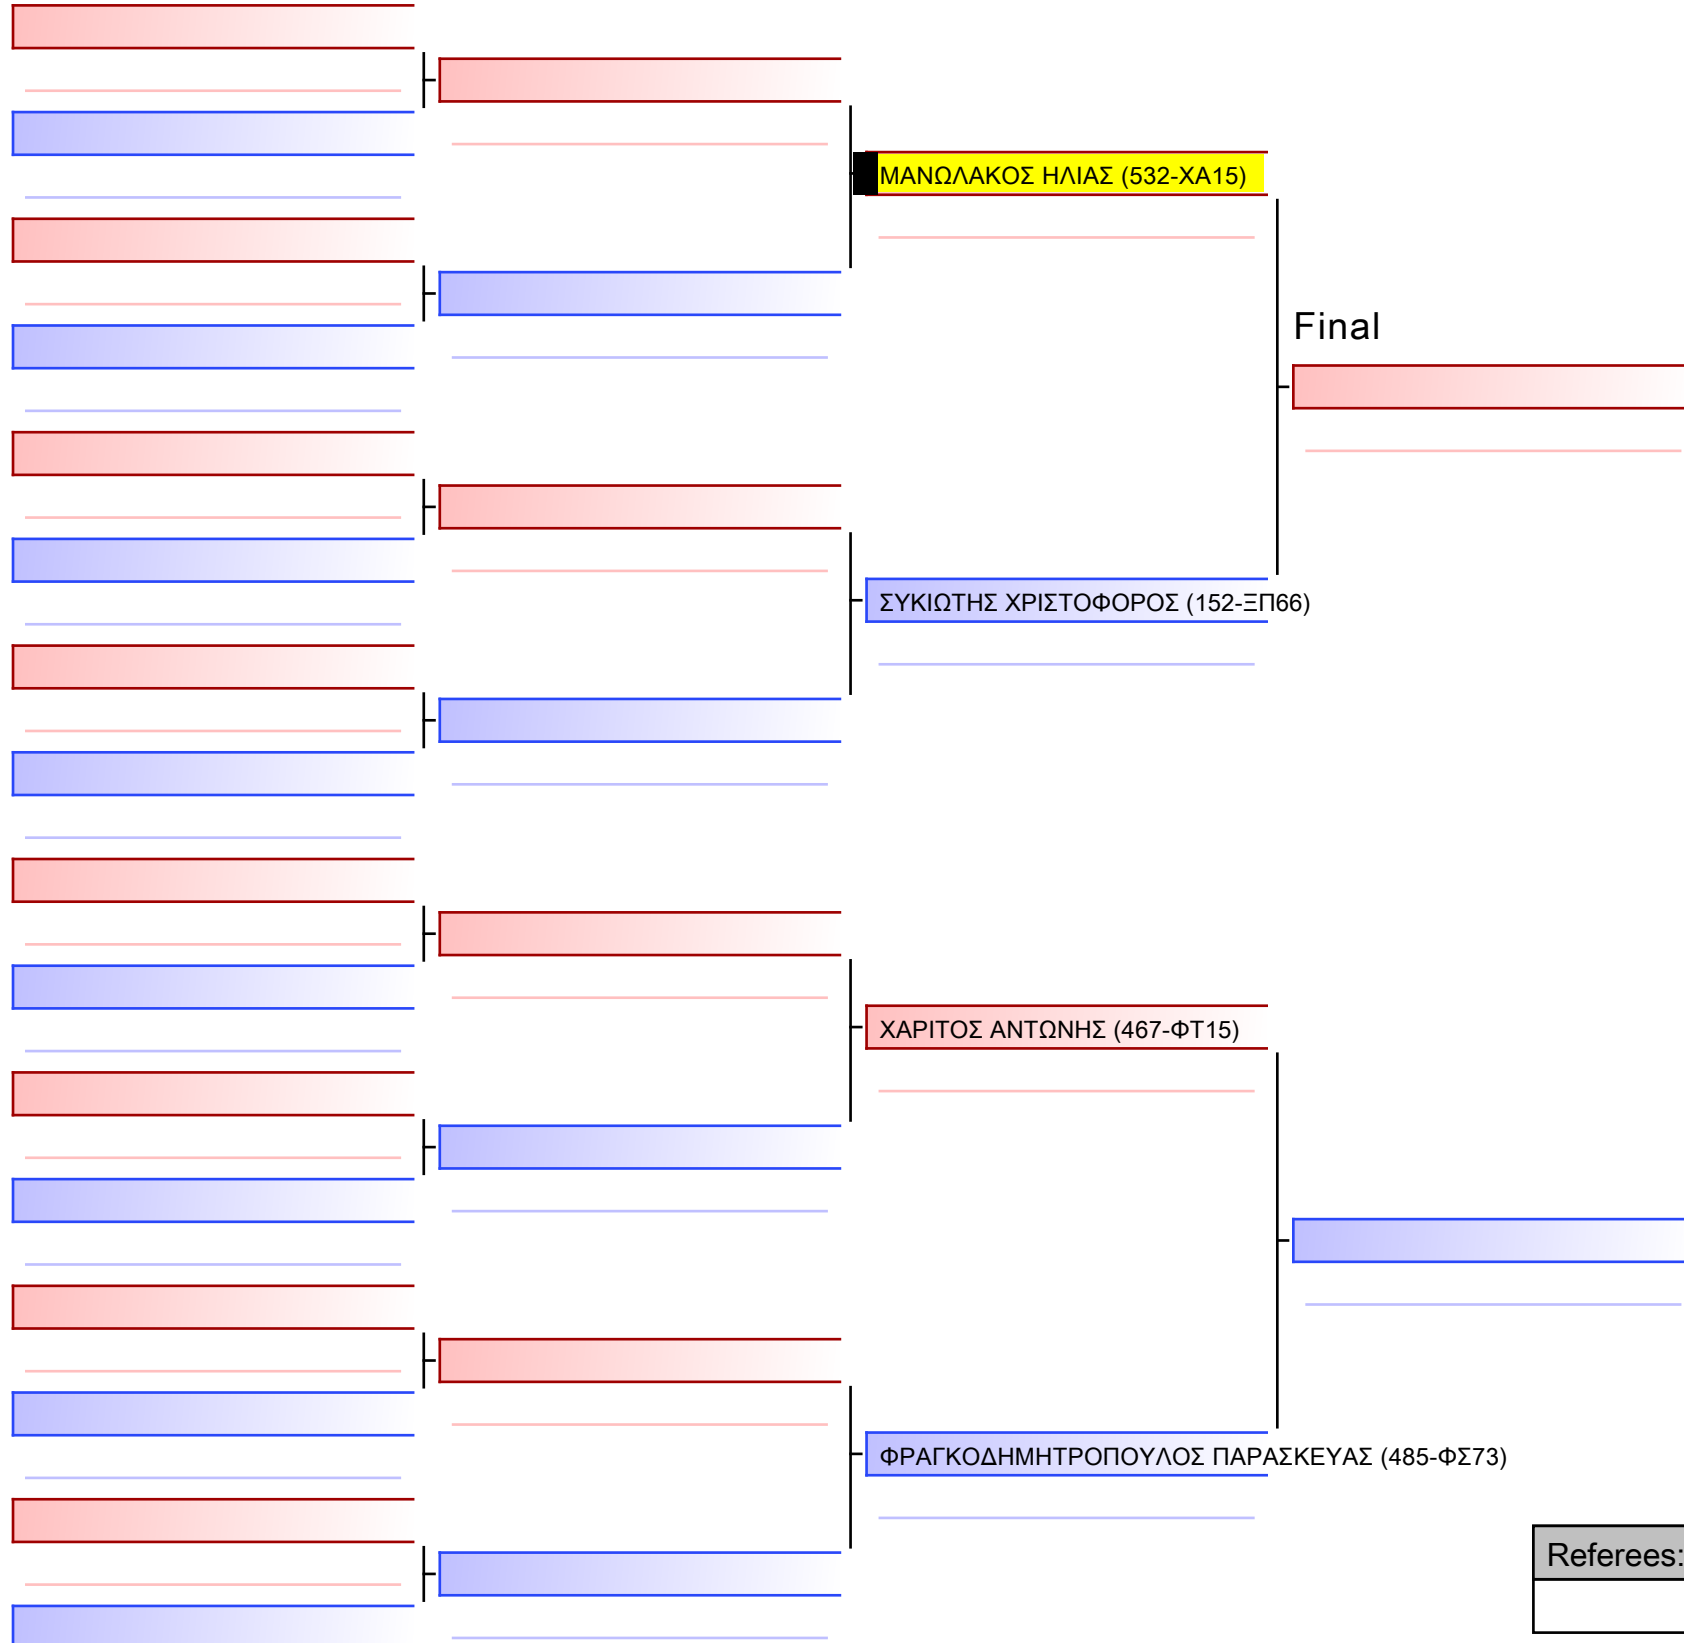 ΜΑΝΩΛΑΚΟΣ ΗΛΙΑΣ (532-ΧΑ15)
Final
ΣΥΚΙΩΤΗΣ ΧΡΙΣΤΟΦΟΡΟΣ (152-ΞΠ66)
ΧΑΡΙΤΟΣ ΑΝΤΩΝΗΣ (467-ΦΤ15)
ΦΡΑΓΚΟΔΗΜΗΤΡΟΠΟΥΛΟΣ ΠΑΡΑΣΚΕΥΑΣ (485-ΦΣ73)
Referees: